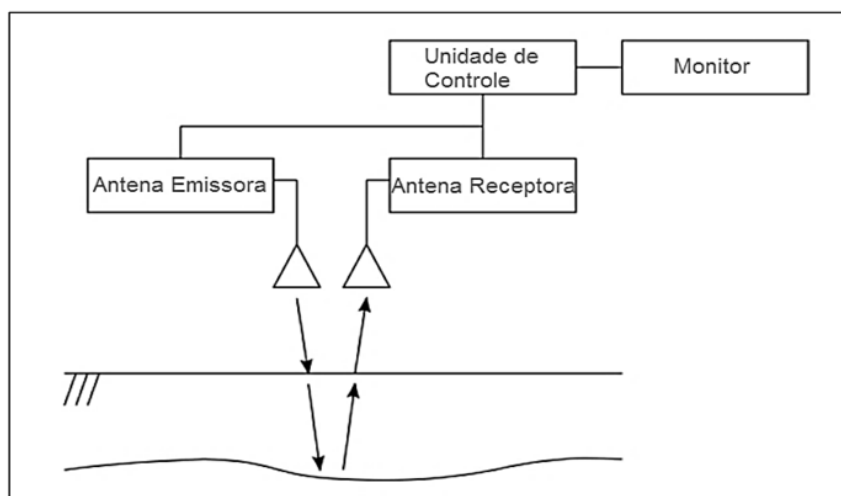 Unidade de
Controle
Monitor
Antena Emissora
Antena Receptora